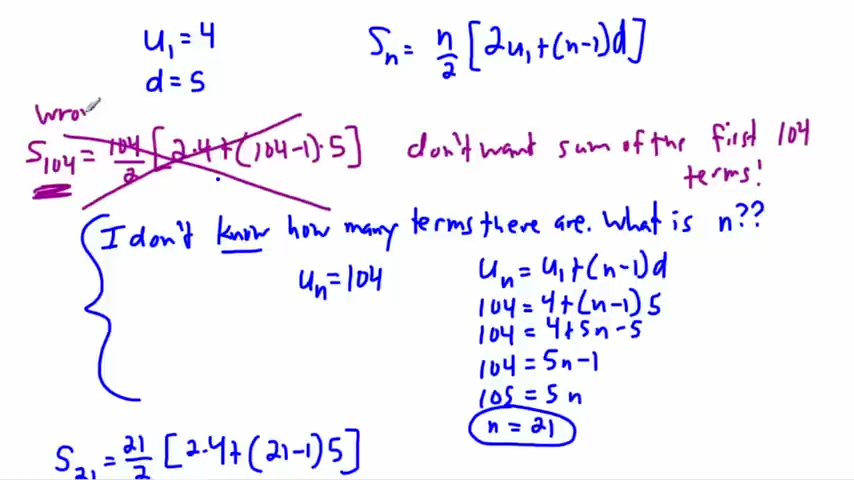 u₁ = 4
d = 5
Sₙ = n/2 [2u₁ + (n-1)d]
wron
S₁₀₄ = 104/2 [2·4 + (104-1)·5] don't want sum of the first 104
terms!
I don't know how many terms there are. What is n??
uₙ = 104
uₙ = u₁ + (n-1)d
104 = 4 + (n-1)5
104 = 4 + 5n - 5
104 = 5n - 1
105 = 5n
n = 21
S₂₁ = 21/2 [2·4 + (21-1)5]